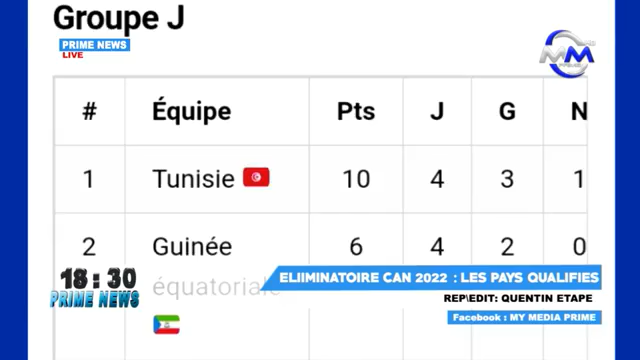 Groupe J
PRIME NEWS
LIVE
MM
# Équipe Pts J G N
1 Tunisie 10 4 3 1
2 Guinée 6 4 2 0
équatoriale
18 : 30
PRIME NEWS
ELIIMINATOIRE CAN 2022 : LES PAYS QUALIFIES
REP\EDIT: QUENTIN ETAPE
Facebook : MY MEDIA PRIME